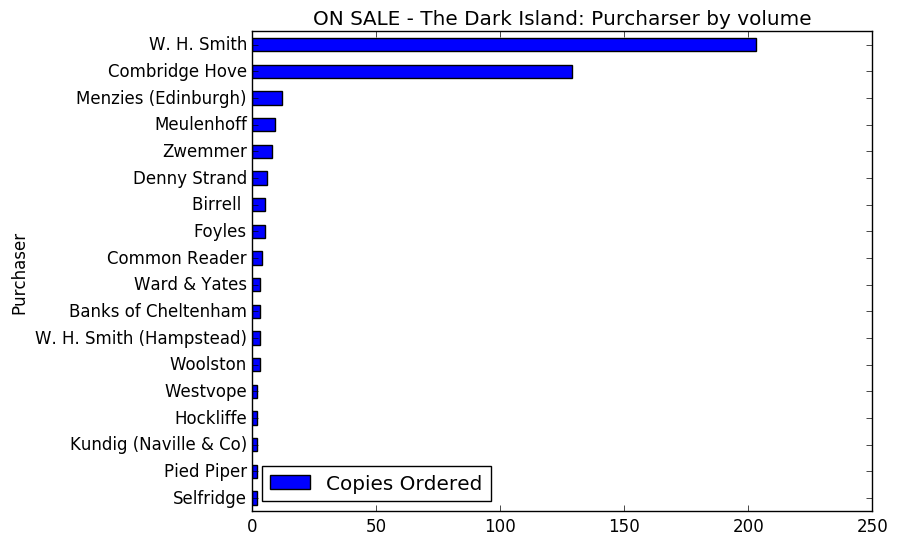 ON SALE - The Dark Island: Purcharser by volume
W. H. Smith
Combridge Hove
Menzies (Edinburgh)
Meulenhoff
Zwemmer
Denny Strand
Birrell
Foyles
Common Reader
Ward & Yates
Banks of Cheltenham
W. H. Smith (Hampstead)
Woolston
Westvope
Hockliffe
Kundig (Naville & Co)
Pied Piper
Selfridge
Purchaser
Copies Ordered
0 50 100 150 200 250